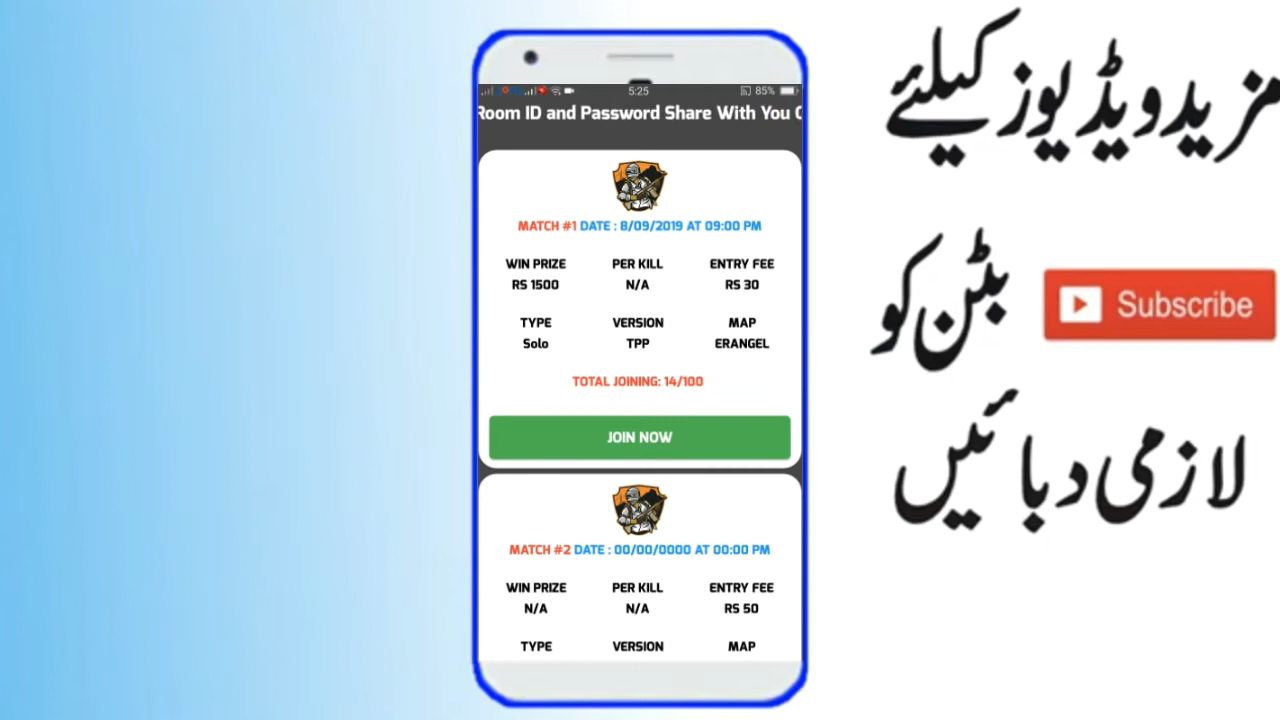 5:25
85%
Room ID and Password Share With You
MATCH #1 DATE : 8/09/2019 AT 09:00 PM
WIN PRIZE PER KILL ENTRY FEE
RS 1500 N/A RS 30
TYPE VERSION MAP
Solo TPP ERANGEL
TOTAL JOINING: 14/100
JOIN NOW
MATCH #2 DATE : 00/00/0000 AT 00:00 PM
WIN PRIZE PER KILL ENTRY FEE
N/A N/A RS 50
TYPE VERSION MAP
مزید ویڈیوز کیلئے
بٹن کو Subscribe
لازمی دبائیں